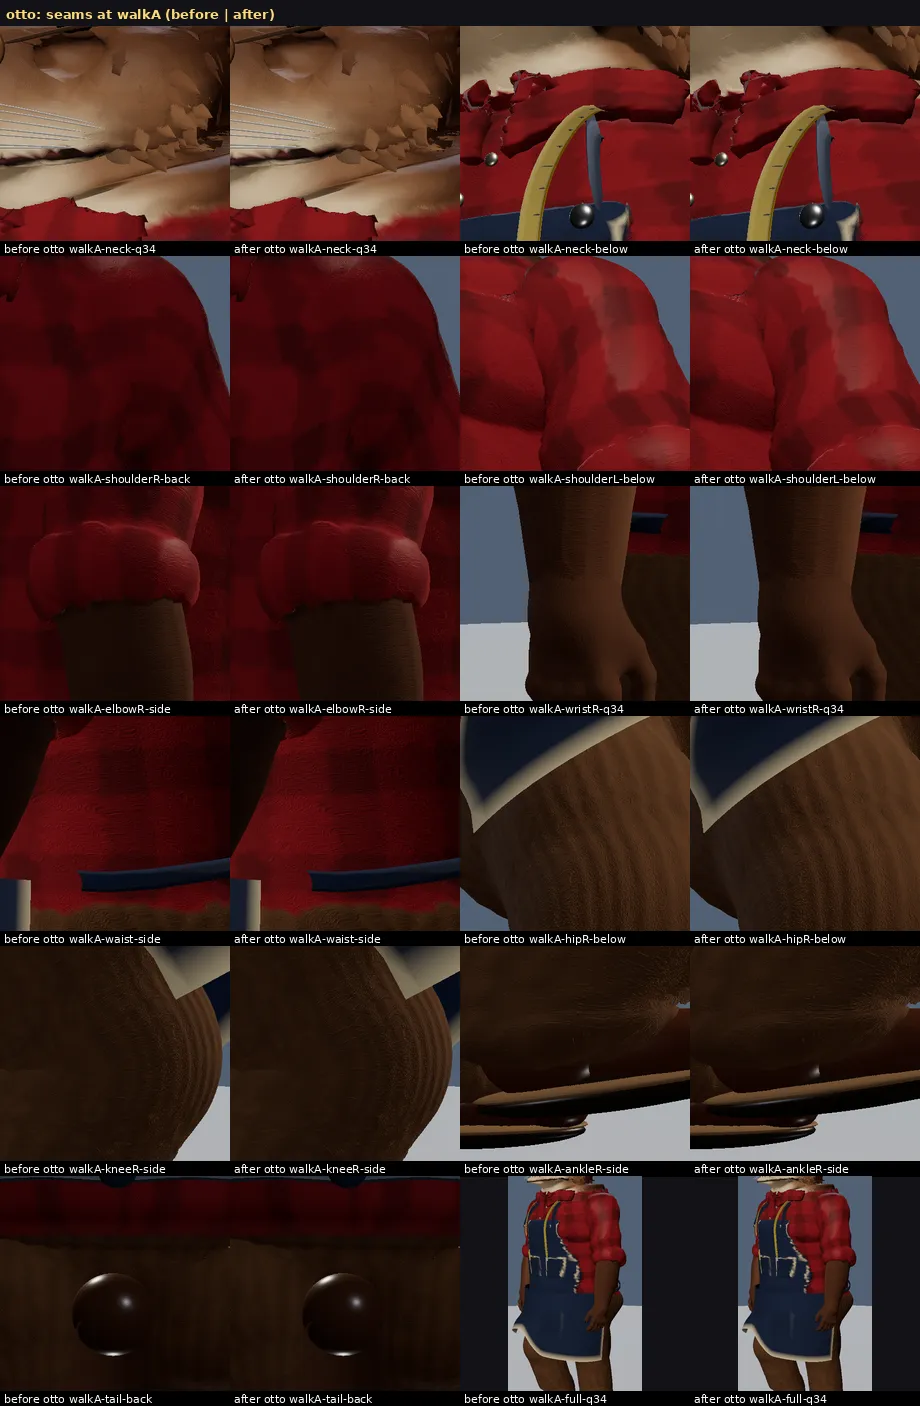 otto: seams at walkA (before | after)
before otto walkA-neck-q34
after otto walkA-neck-q34
before otto walkA-neck-below
after otto walkA-neck-below
before otto walkA-shoulderR-back
after otto walkA-shoulderR-back
before otto walkA-shoulderL-below
after otto walkA-shoulderL-below
before otto walkA-elbowR-side
after otto walkA-elbowR-side
before otto walkA-wristR-q34
after otto walkA-wristR-q34
before otto walkA-waist-side
after otto walkA-waist-side
before otto walkA-hipR-below
after otto walkA-hipR-below
before otto walkA-kneeR-side
after otto walkA-kneeR-side
before otto walkA-ankleR-side
after otto walkA-ankleR-side
before otto walkA-tail-back
after otto walkA-tail-back
before otto walkA-full-q34
after otto walkA-full-q34